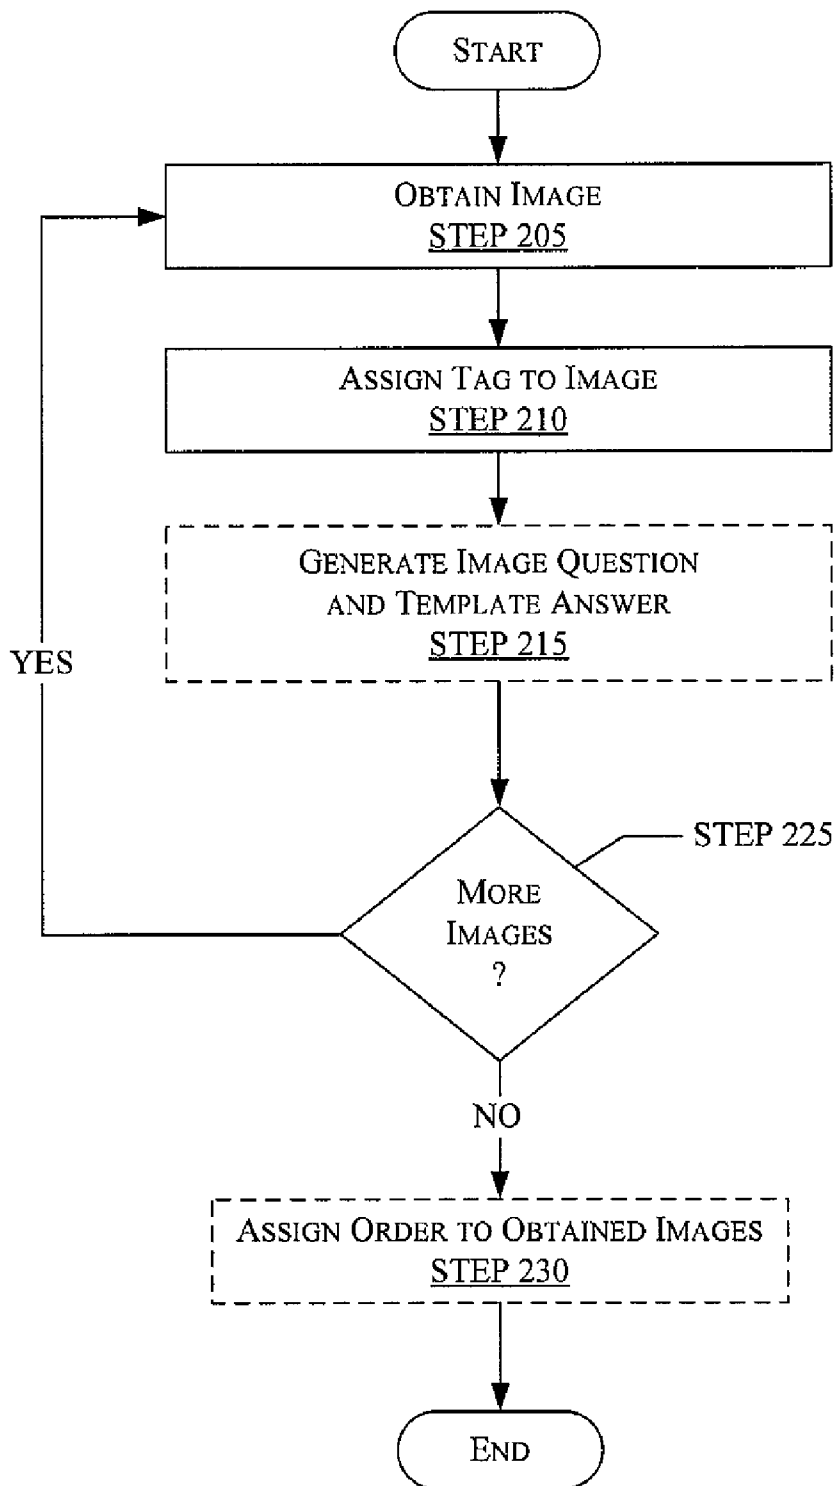 START
OBTAIN IMAGE
STEP 205
ASSIGN TAG TO IMAGE
STEP 210
GENERATE IMAGE QUESTION
AND TEMPLATE ANSWER
STEP 215
YES
STEP 225
MORE
IMAGES
?
NO
ASSIGN ORDER TO OBTAINED IMAGES
STEP 230
END